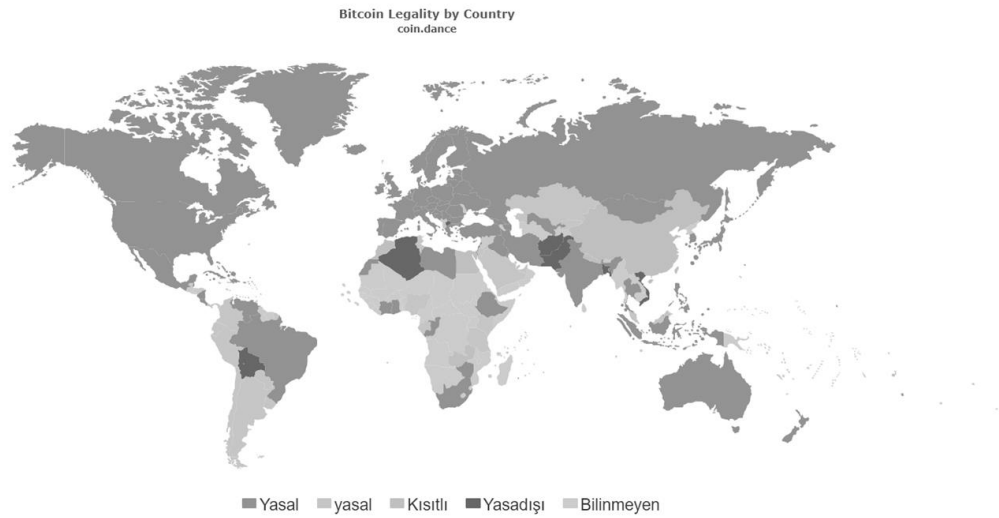 Bitcoin Legality by Country
coin.dance
Yasal yasal Kısıtlı Yasadışı Bilinmeyen